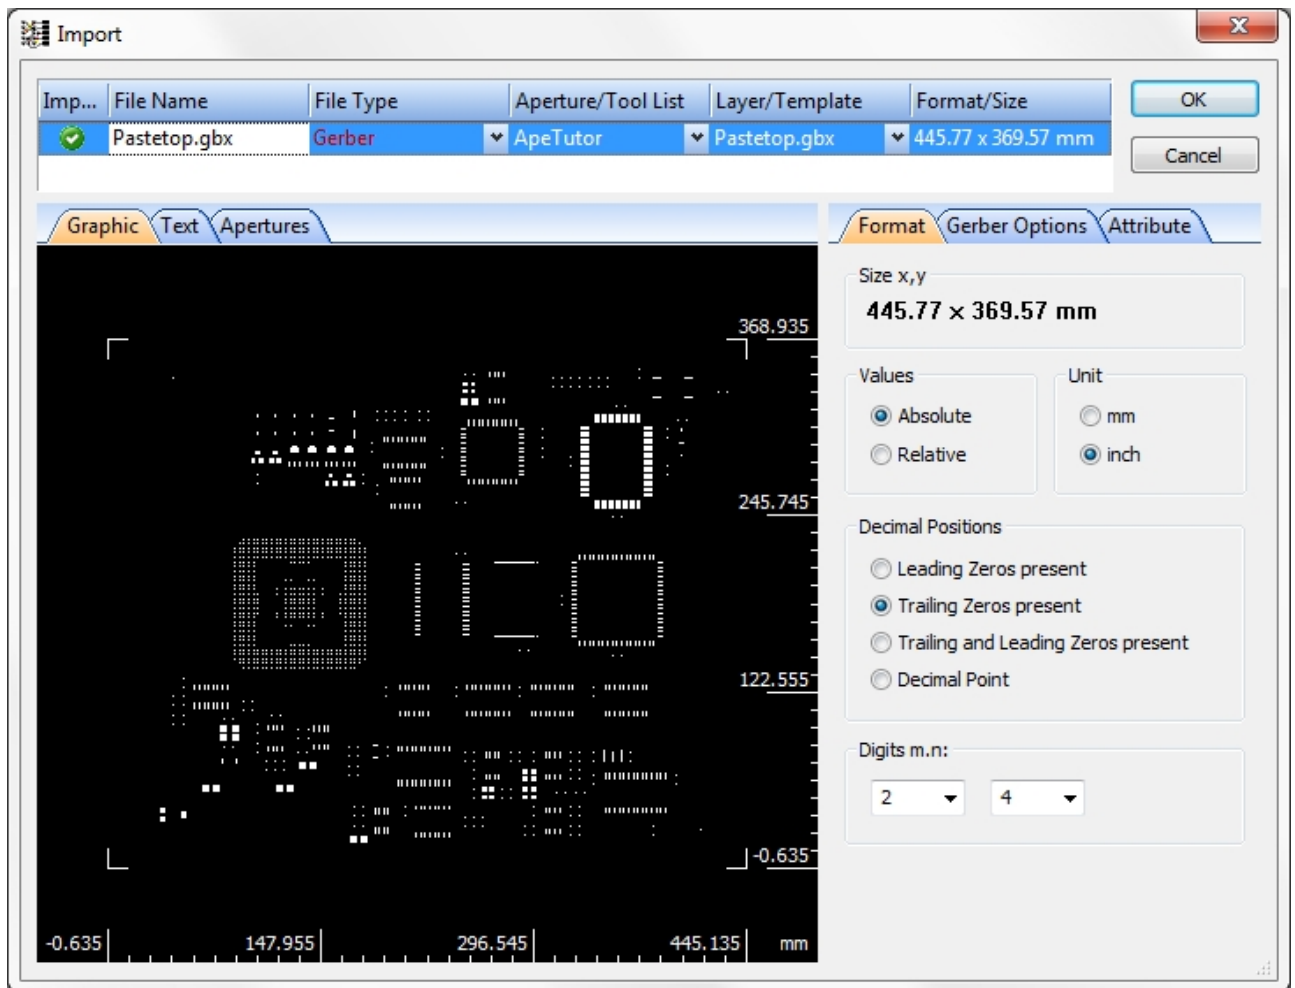 Import
Imp... File Name File Type Aperture/Tool List Layer/Template Format/Size
Pastetop.gbx Gerber ApeTutor Pastetop.gbx 445.77 x 369.57 mm
OK
Cancel
Graphic Text Apertures
Format Gerber Options Attribute
368.935
245.745
122.555
-0.635
-0.635 147.955 296.545 445.135 mm
Size x,y
445.77 x 369.57 mm
Values
Absolute
Relative
Unit
mm
inch
Decimal Positions
Leading Zeros present
Trailing Zeros present
Trailing and Leading Zeros present
Decimal Point
Digits m.n:
2 4